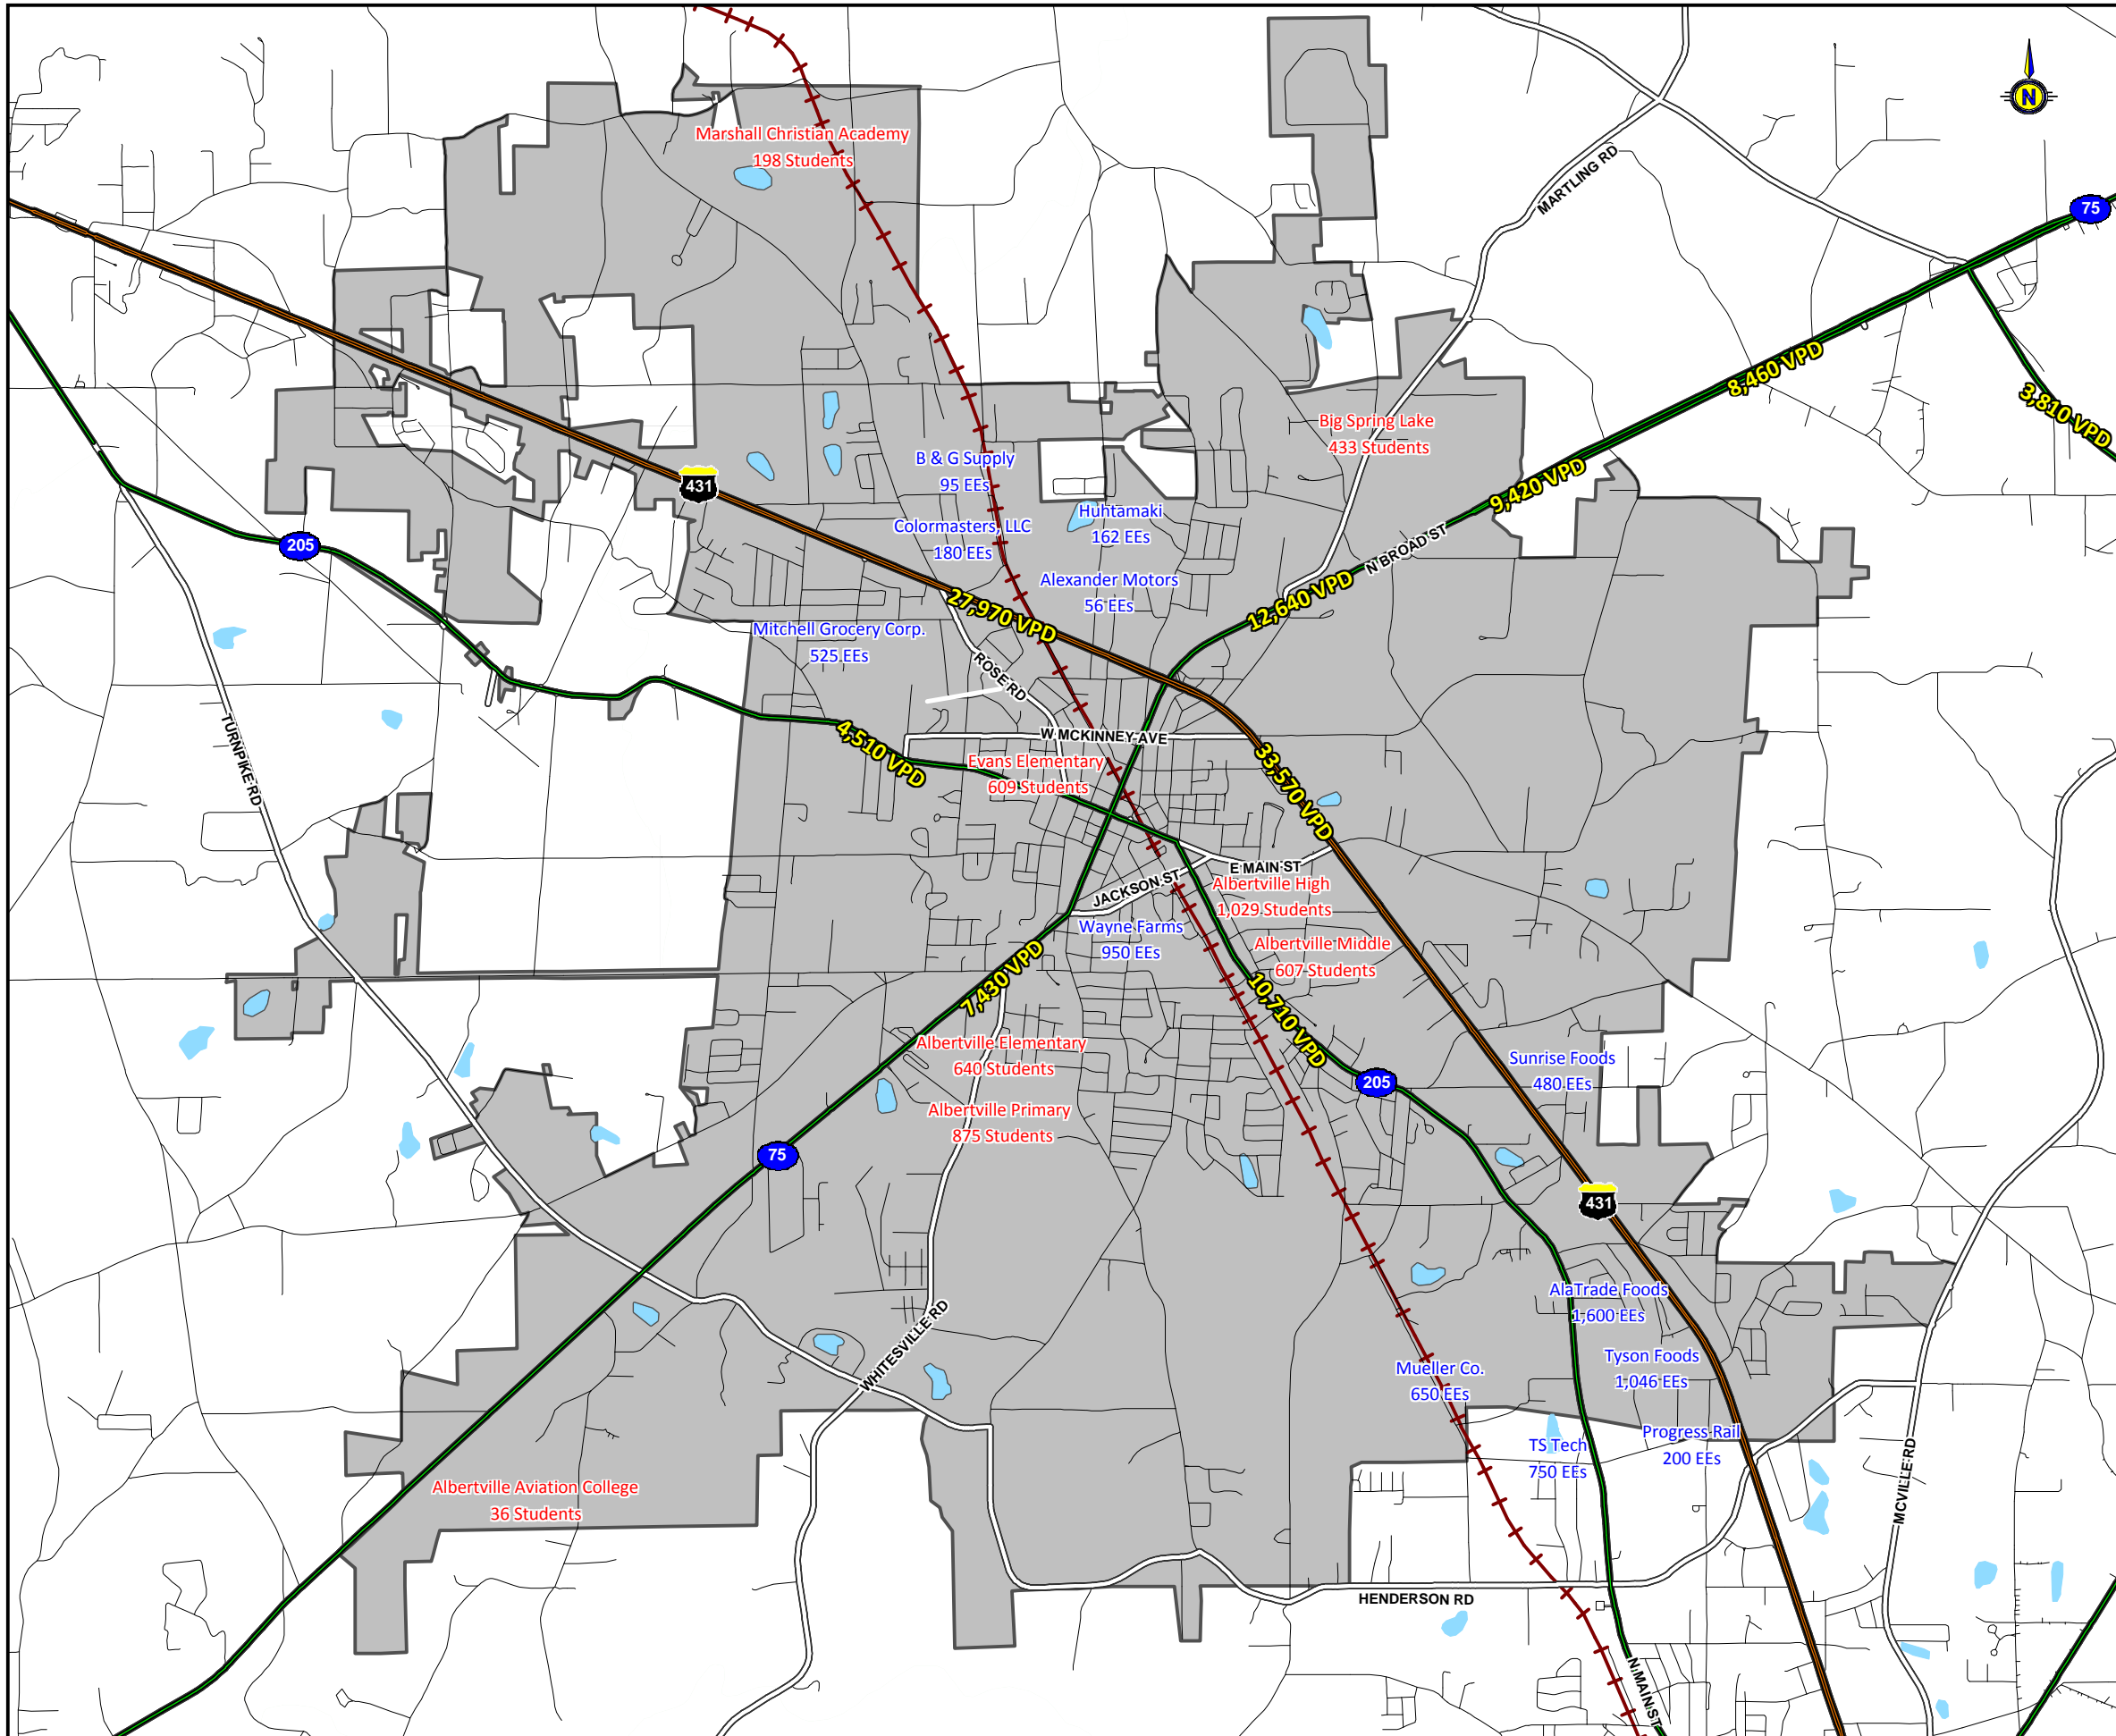 N
Marshall Christian Academy
198 Students
MARTLING RD
75
8,460 VPD
3,810 VPD
Big Spring Lake
433 Students
B & G Supply
95 EEs
431
9,420 VPD
Huhtamaki
162 EEs
Colormasters, LLC
180 EEs
205
N BROAD ST
Alexander Motors
56 EEs
12,640 VPD
27,970 VPD
Mitchell Grocery Corp.
525 EEs
ROSE RD
TURNPIKE RD
4,510 VPD
W MCKINNEY AVE
Evans Elementary
609 Students
33,570 VPD
E MAIN ST
JACKSON ST
Albertville High
1,029 Students
Wayne Farms
950 EEs
Albertville Middle
607 Students
7,430 VPD
10,710 VPD
Albertville Elementary
640 Students
Sunrise Foods
480 EEs
205
Albertville Primary
875 Students
75
431
AlaTrade Foods
1,600 EEs
WHITESVILLE RD
Tyson Foods
1,046 EEs
Mueller Co.
650 EEs
Progress Rail
200 EEs
TS Tech
750 EEs
MCVILLE RD
Albertville Aviation College
36 Students
HENDERSON RD
N MAIN ST